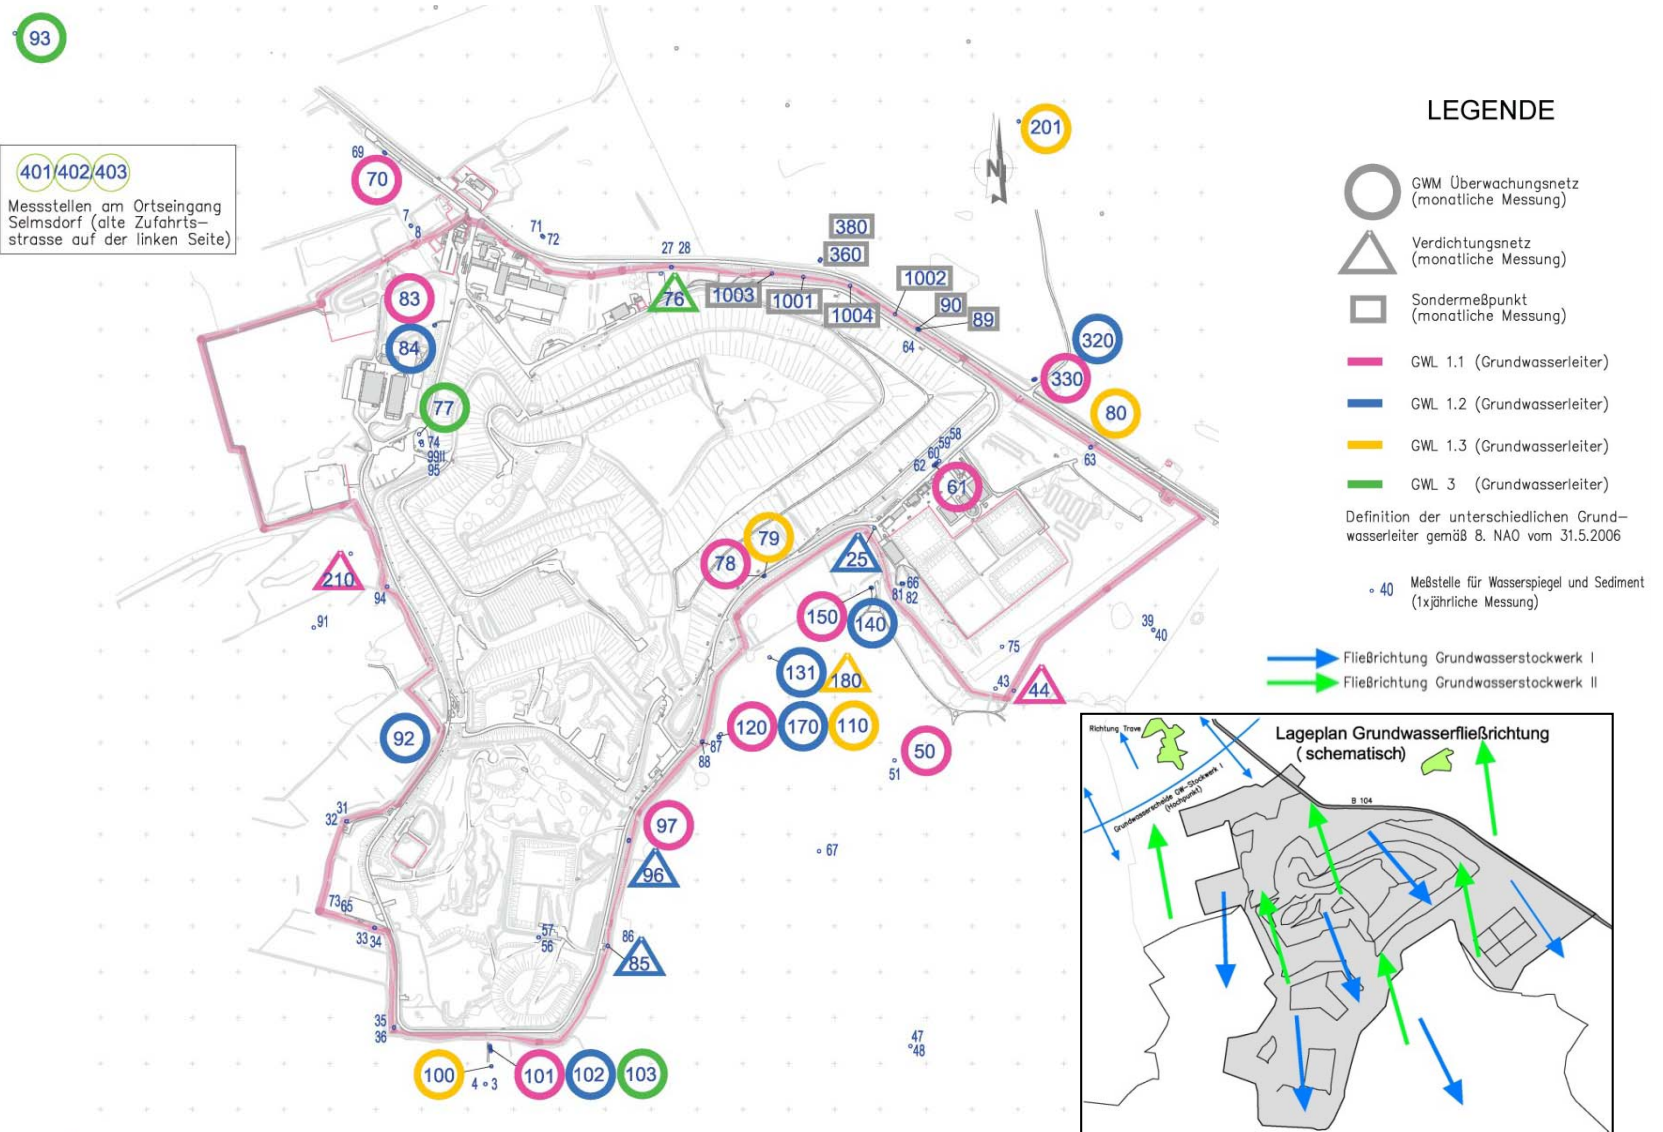 93
401/402/403
Messstellen am Ortseingang
Selmsdorf (alte Zufahrts-
strasse auf der linken Seite)
69
70
7
8
71
72
27 28
76
83
84
77
74
99II
95
380
360
1003
1001
1004
1002
90
89
64
201
N
320
330
80
63
58
59
60
62
61
79
78
25
66
81
82
150
140
75
39
40
43
44
131
180
120
170
110
87
88
50
51
210
94
91
92
31
32
97
96
67
73
65
33 34
57
56
86
85
35
36
47
48
100
101
102
103
4
3
LEGENDE
GWM Überwachungsnetz
(monatliche Messung)
Verdichtungsnetz
(monatliche Messung)
Sondermeßpunkt
(monatliche Messung)
GWL 1.1 (Grundwasserleiter)
GWL 1.2 (Grundwasserleiter)
GWL 1.3 (Grundwasserleiter)
GWL 3 (Grundwasserleiter)
Definition der unterschiedlichen Grund-
wasserleiter gemäß 8. NAO vom 31.5.2006
40 Meßstelle für Wasserspiegel und Sediment
(1xjährliche Messung)
Fließrichtung Grundwasserstockwerk I
Fließrichtung Grundwasserstockwerk II
Lageplan Grundwasserfließrichtung
(schematisch)
Richtung Trave
Grundwasserscheide GW-Stockwerk I
(Hochpunkt)
B 104